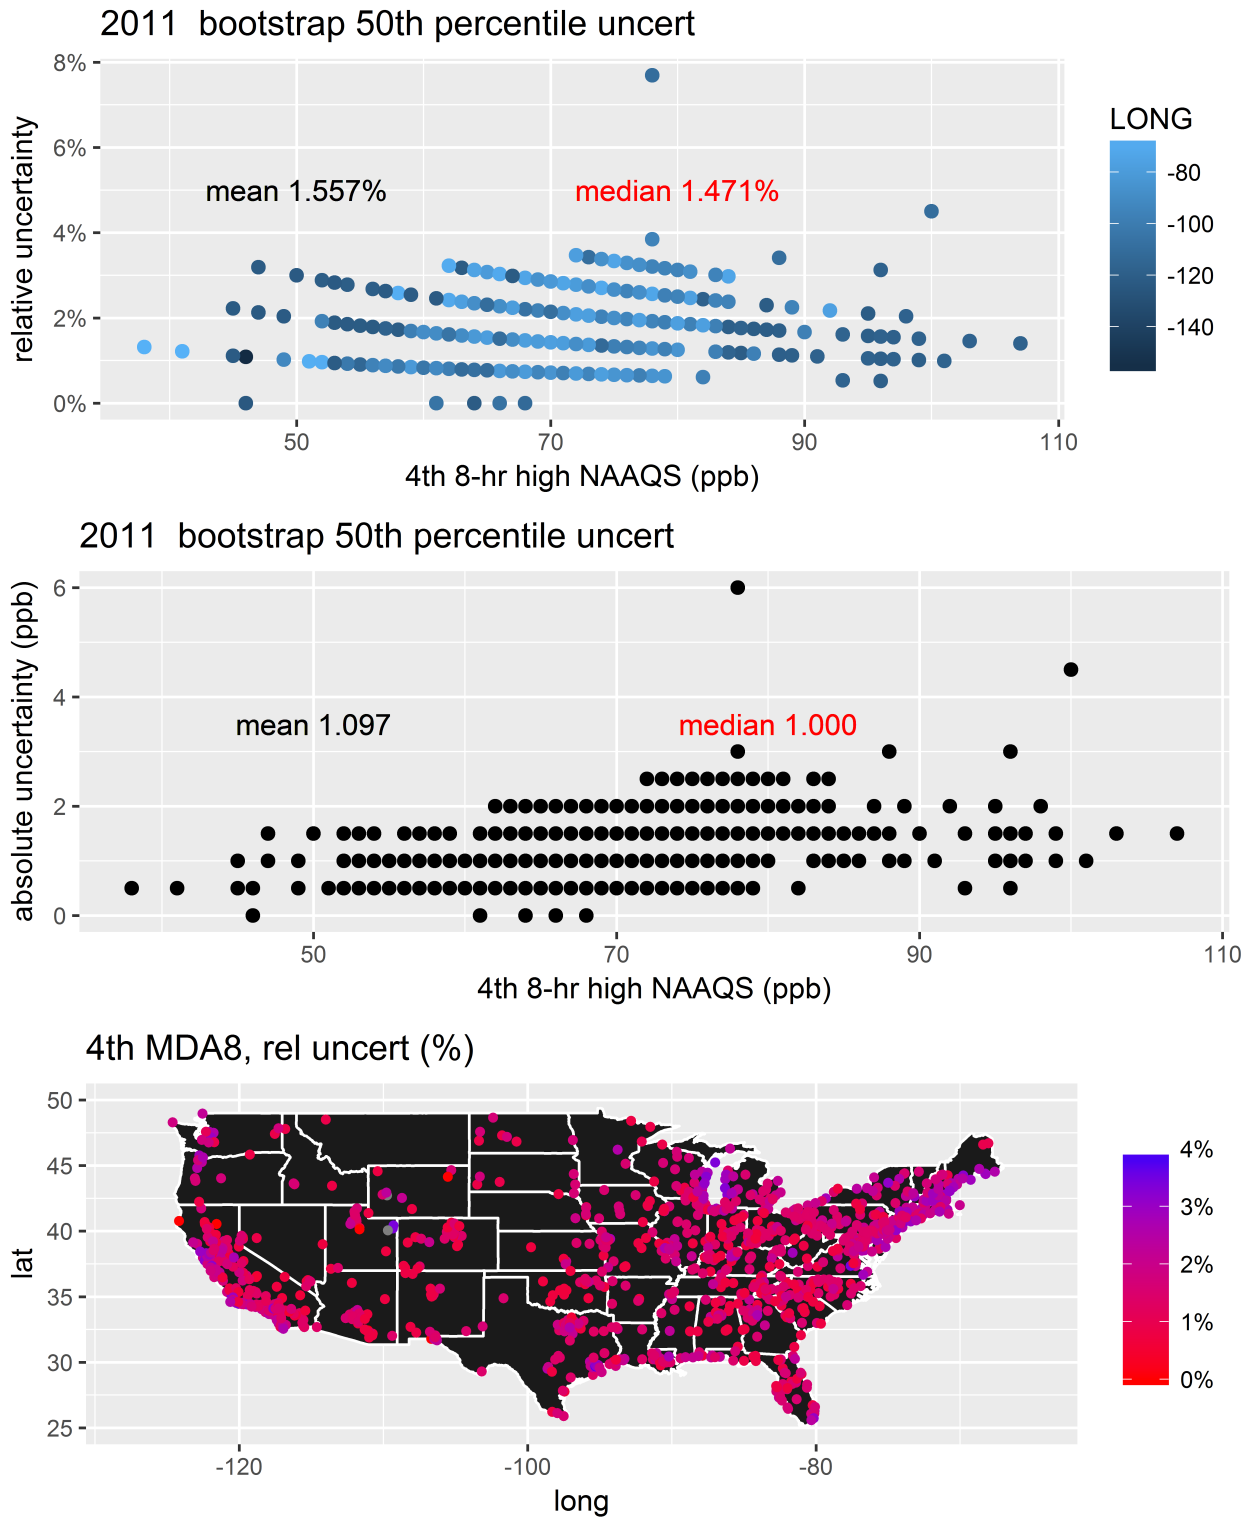 2011  bootstrap 50th percentile uncert
8%
6%
4%
2%
0%
relative uncertainty
mean 1.557%
median 1.471%
50
70
90
110
4th 8-hr high NAAQS (ppb)
LONG
-80
-100
-120
-140
2011  bootstrap 50th percentile uncert
6
4
2
0
absolute uncertainty (ppb)
mean 1.097
median 1.000
50
70
90
110
4th 8-hr high NAAQS (ppb)
4th MDA8, rel uncert (%)
50
45
40
35
30
25
lat
-120
-100
-80
long
4%
3%
2%
1%
0%